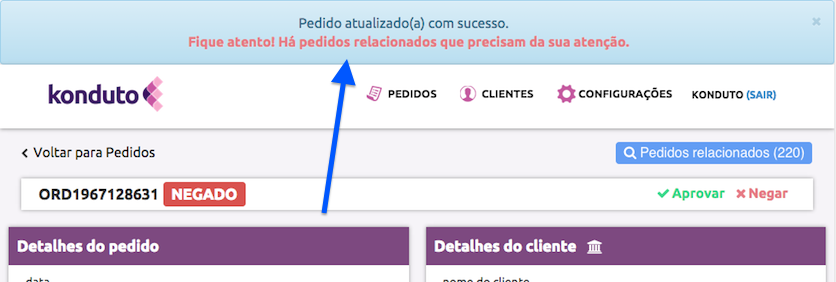 Pedido atualizado(a) com sucesso.
×
Fique atento! Há pedidos relacionados que precisam da sua atenção.
konduto
PEDIDOS
CLIENTES
CONFIGURAÇÕES
KONDUTO (SAIR)
Voltar para Pedidos
Pedidos relacionados (220)
ORD1967128631 NEGADO
Aprovar
Negar
Detalhes do pedido
Detalhes do cliente
data
nome do cliente